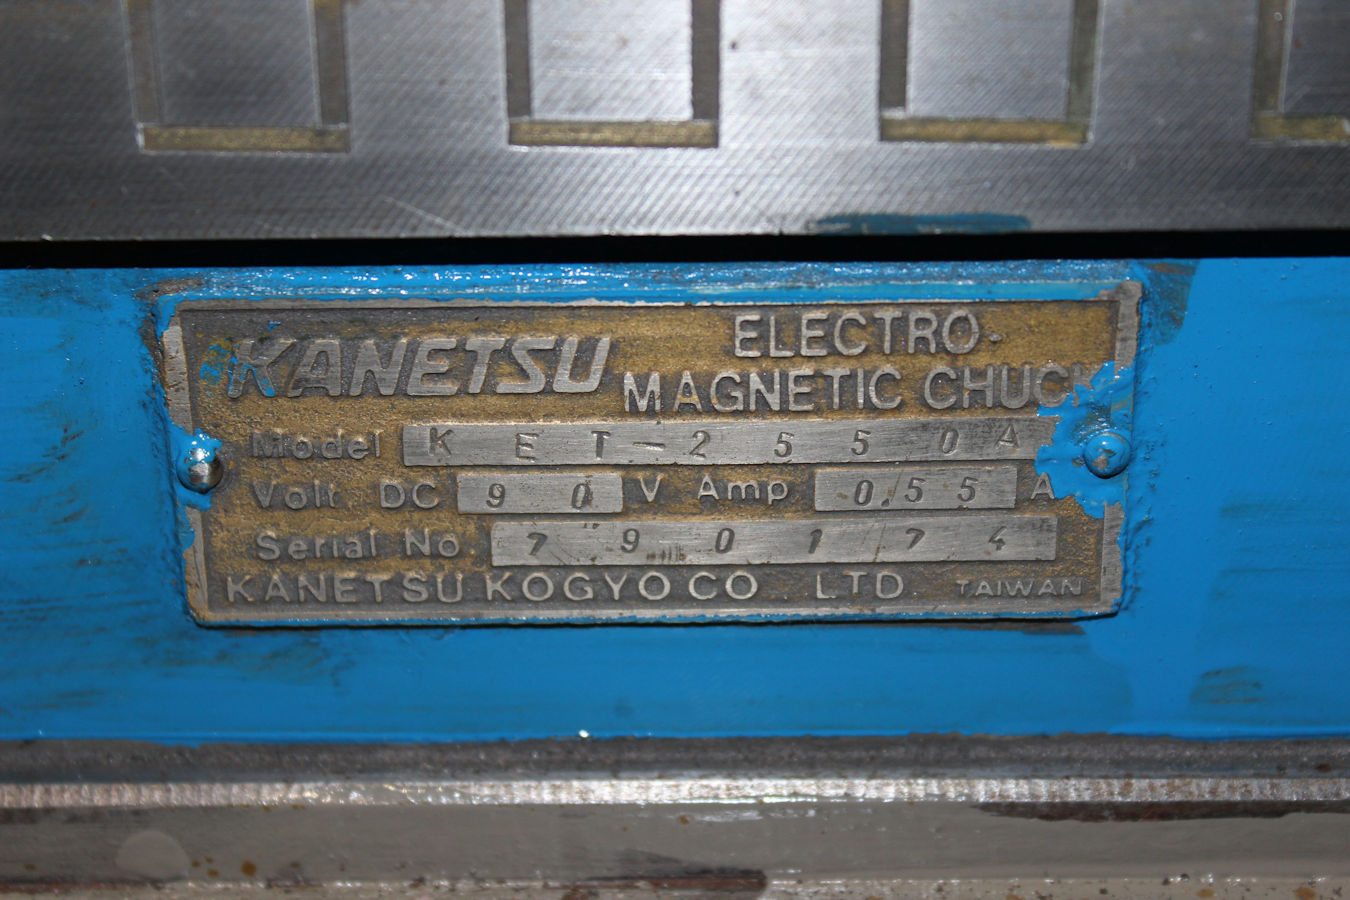 KANETSU ELECTRO-
MAGNETIC CHUCK
Model KET-2550A
Volt DC 90 V Amp 0.55 A
Serial No. 790174
KANETSU KOGYO CO LTD TAIWAN